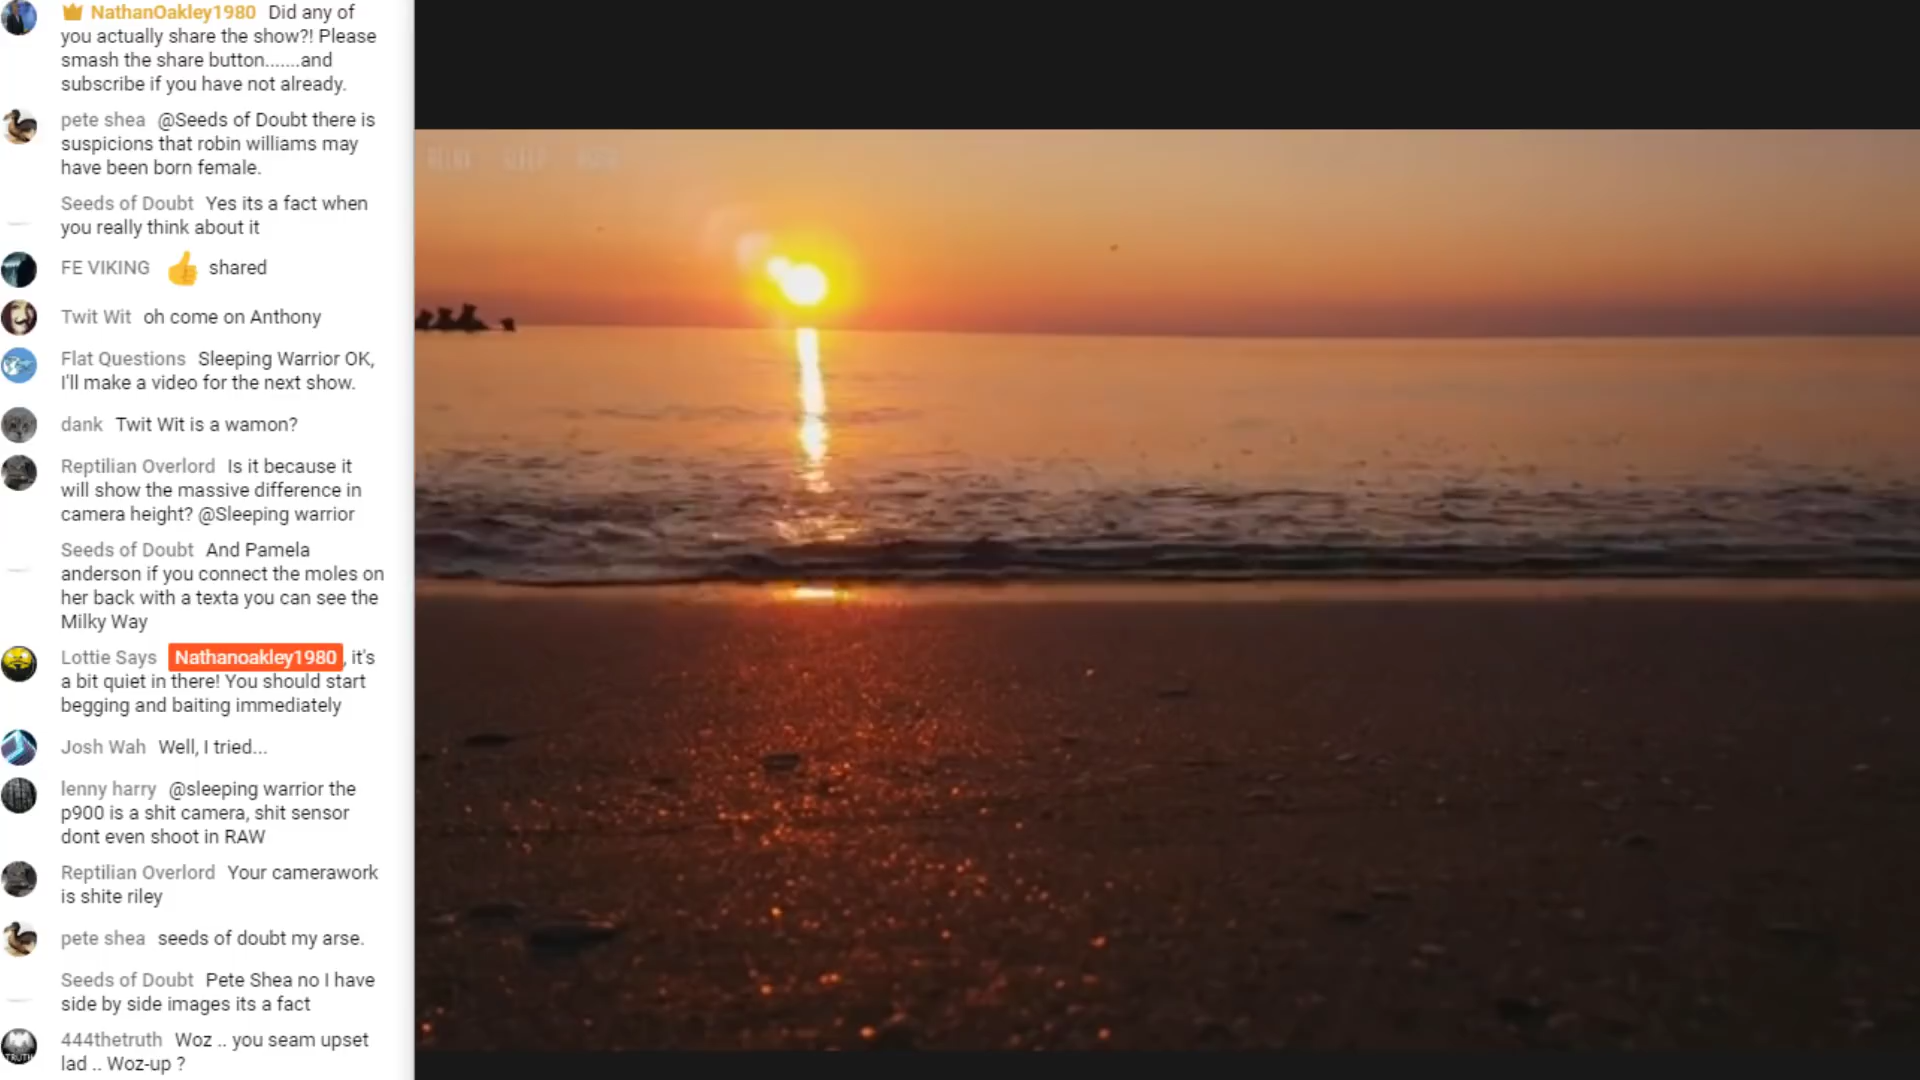 NathanOakley1980 Did any of
you actually share the show?! Please
smash the share button.......and
subscribe if you have not already.
pete shea @Seeds of Doubt there is
suspicions that robin williams may
have been born female.
Seeds of Doubt Yes its a fact when
you really think about it
FE VIKING shared
Twit Wit oh come on Anthony
Flat Questions Sleeping Warrior OK,
I'll make a video for the next show.
dank Twit Wit is a wamon?
Reptilian Overlord Is it because it
will show the massive difference in
camera height? @Sleeping warrior
Seeds of Doubt And Pamela
anderson if you connect the moles on
her back with a texta you can see the
Milky Way
Lottie Says Nathanoakley1980, it's
a bit quiet in there! You should start
begging and baiting immediately
Josh Wah Well, I tried...
lenny harry @sleeping warrior the
p900 is a shit camera, shit sensor
dont even shoot in RAW
Reptilian Overlord Your camerawork
is shite riley
pete shea seeds of doubt my arse.
Seeds of Doubt Pete Shea no I have
side by side images its a fact
444thetruth Woz .. you seam upset
lad .. Woz-up ?
TRUTH